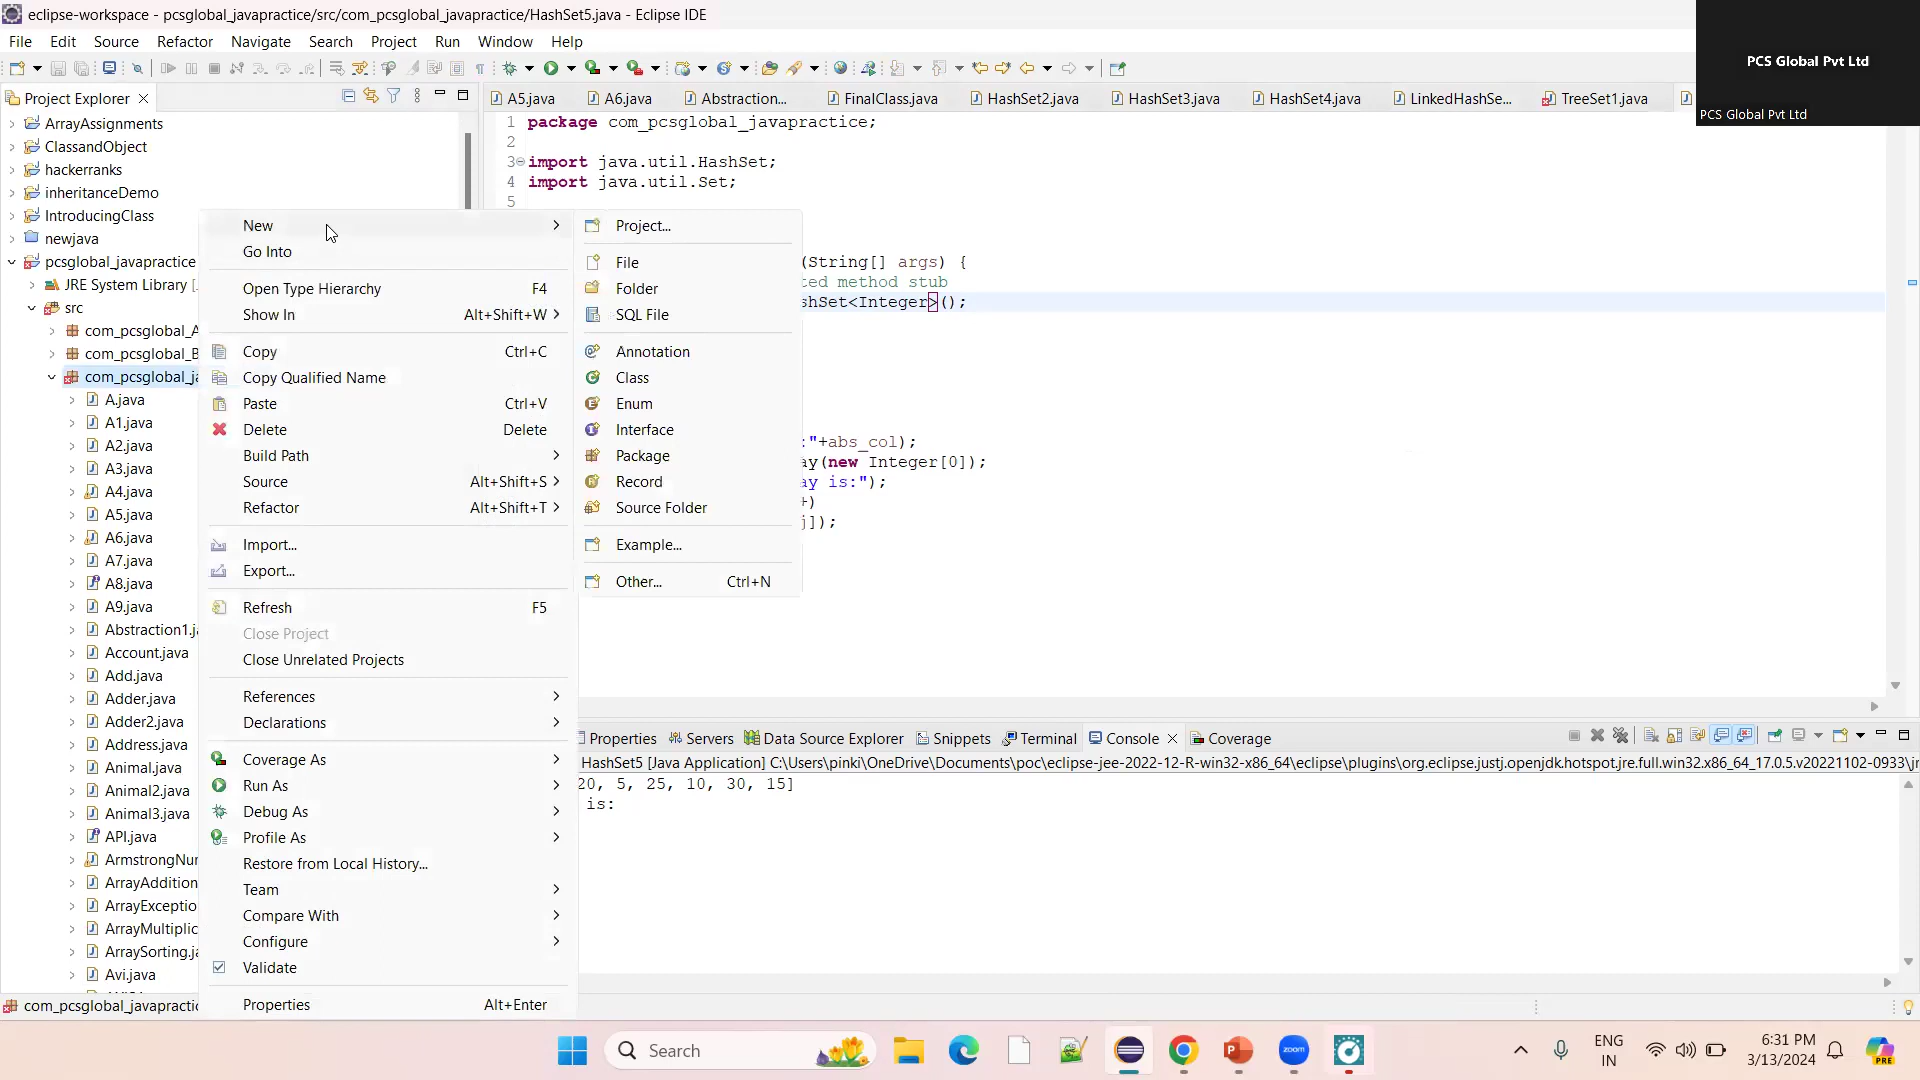 eclipse-workspace - pcsglobal_javapractice/src/com_pcsglobal_javapractice/HashSet5.java - Eclipse IDE
File Edit Source Refactor Navigate Search Project Run Window Help
PCS Global Pvt Ltd
PCS Global Pvt Ltd
Project Explorer
A5.java A6.java Abstraction... FinalClass.java HashSet2.java HashSet3.java HashSet4.java LinkedHashSe... TreeSet1.java
ArrayAssignments
ClassandObject
hackerranks
inheritanceDemo
IntroducingClass
newjava
pcsglobal_javapractice
JRE System Library [
src
com_pcsglobal_A
com_pcsglobal_B
com_pcsglobal_ja
A.java
A1.java
A2.java
A3.java
A4.java
A5.java
A6.java
A7.java
A8.java
A9.java
Abstraction1.ja
Account.java
Add.java
Adder.java
Adder2.java
Address.java
Animal.java
Animal2.java
Animal3.java
API.java
ArmstrongNur
ArrayAddition
ArrayExceptio
ArrayMultiplic
ArraySorting.ja
Avi.java
com_pcsglobal_javapractic
New
Go Into
Open Type Hierarchy F4
Show In Alt+Shift+W
Copy Ctrl+C
Copy Qualified Name
Paste Ctrl+V
Delete Delete
Build Path
Source Alt+Shift+S
Refactor Alt+Shift+T
Import...
Export...
Refresh F5
Close Project
Close Unrelated Projects
References
Declarations
Coverage As
Run As
Debug As
Profile As
Restore from Local History...
Team
Compare With
Configure
Validate
Properties Alt+Enter
Project...
File
Folder
SQL File
Annotation
Class
Enum
Interface
Package
Record
Source Folder
Example...
Other... Ctrl+N
1 package com_pcsglobal_javapractice;
2
3 import java.util.HashSet;
4 import java.util.Set;
5
(String[] args) {
ted method stub
shSet<Integer>();
:"+abs_col);
ay(new Integer[0]);
ay is:");
+)
j]);
Properties Servers Data Source Explorer Snippets Terminal Console Coverage
HashSet5 [Java Application] C:\Users\pinki\OneDrive\Documents\poc\eclipse-jee-2022-12-R-win32-x86_64\eclipse\plugins\org.eclipse.justj.openjdk.hotspot.jre.full.win32.x86_64_17.0.5.v20221102-0933\jr
20, 5, 25, 10, 30, 15]
is:
Search
zoom
ENG
IN
6:31 PM
3/13/2024
PRE